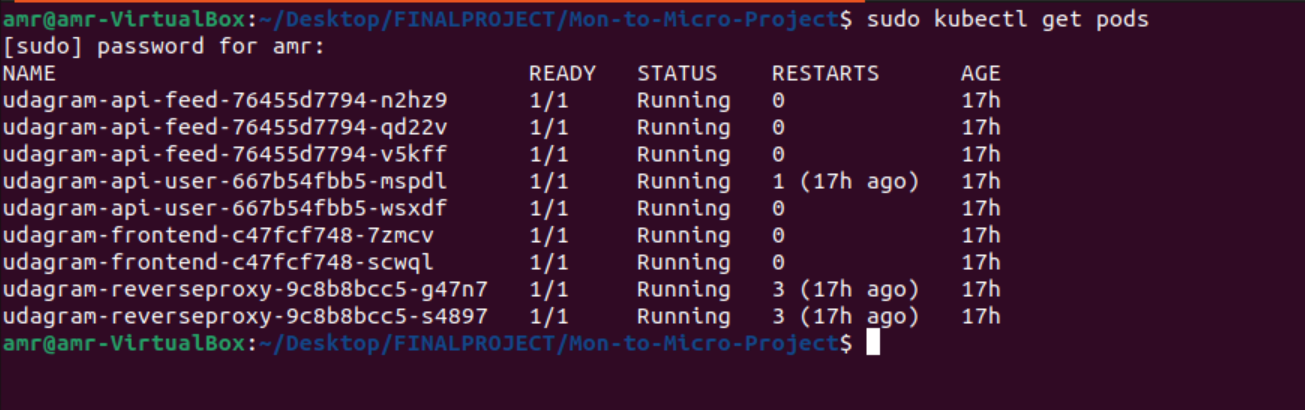 amr@amr-VirtualBox:~/Desktop/FINALPROJECT/Mon-to-Micro-Project$ sudo kubectl get pods
[sudo] password for amr:
NAME READY STATUS RESTARTS AGE
udagram-api-feed-76455d7794-n2hz9 1/1 Running 0 17h
udagram-api-feed-76455d7794-qd22v 1/1 Running 0 17h
udagram-api-feed-76455d7794-v5kff 1/1 Running 0 17h
udagram-api-user-667b54fbb5-mspdl 1/1 Running 1 (17h ago) 17h
udagram-api-user-667b54fbb5-wsxdf 1/1 Running 0 17h
udagram-frontend-c47fcf748-7zmcv 1/1 Running 0 17h
udagram-frontend-c47fcf748-scwql 1/1 Running 0 17h
udagram-reverseproxy-9c8b8bcc5-g47n7 1/1 Running 3 (17h ago) 17h
udagram-reverseproxy-9c8b8bcc5-s4897 1/1 Running 3 (17h ago) 17h
amr@amr-VirtualBox:~/Desktop/FINALPROJECT/Mon-to-Micro-Project$